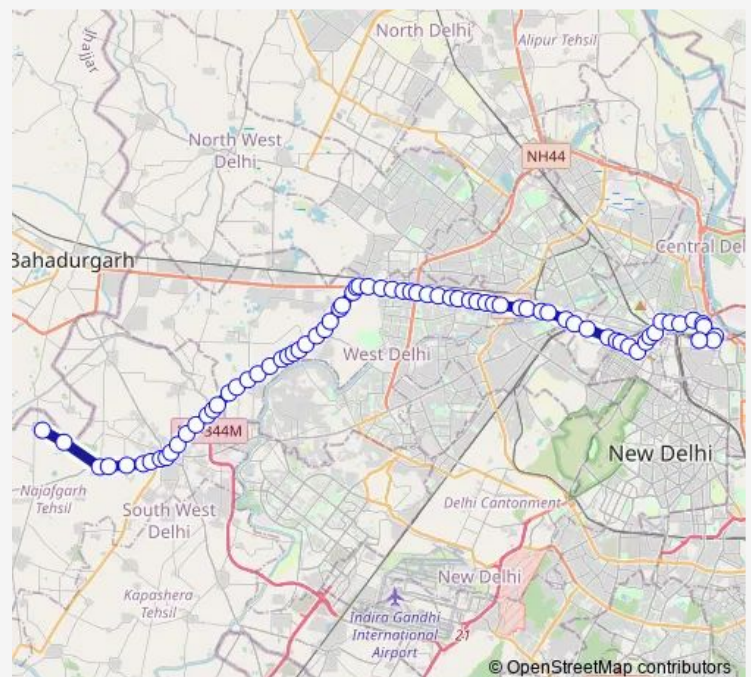 North Delhi
Alipur Tehsil
Jhajjar
North West
Delhi
NH44
Central Del
Bahadurgarh
West Delhi
344M
New Delhi
Najafgarh
Tehsil
South West
Delhi
Delhi Cantonment
New Delhi
Kapashera
Tehsil
Indira Gandhi
International
Airport
21
© OpenStreetMap contributors